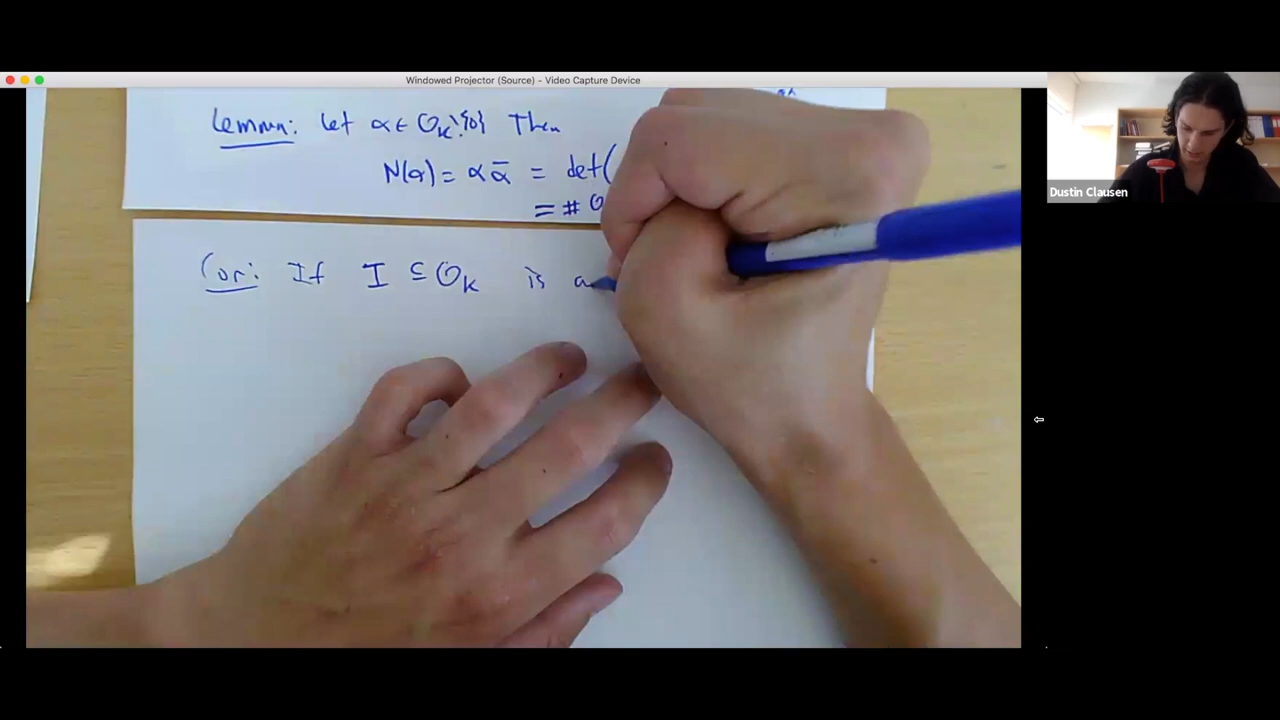 Windowed Projector (Source) - Video Capture Device
Lemma: Let α ∈ O_K\{0} Then
N(α) = αᾱ = det(
= # O
Cor: If I ⊆ O_K is a
Dustin Clausen